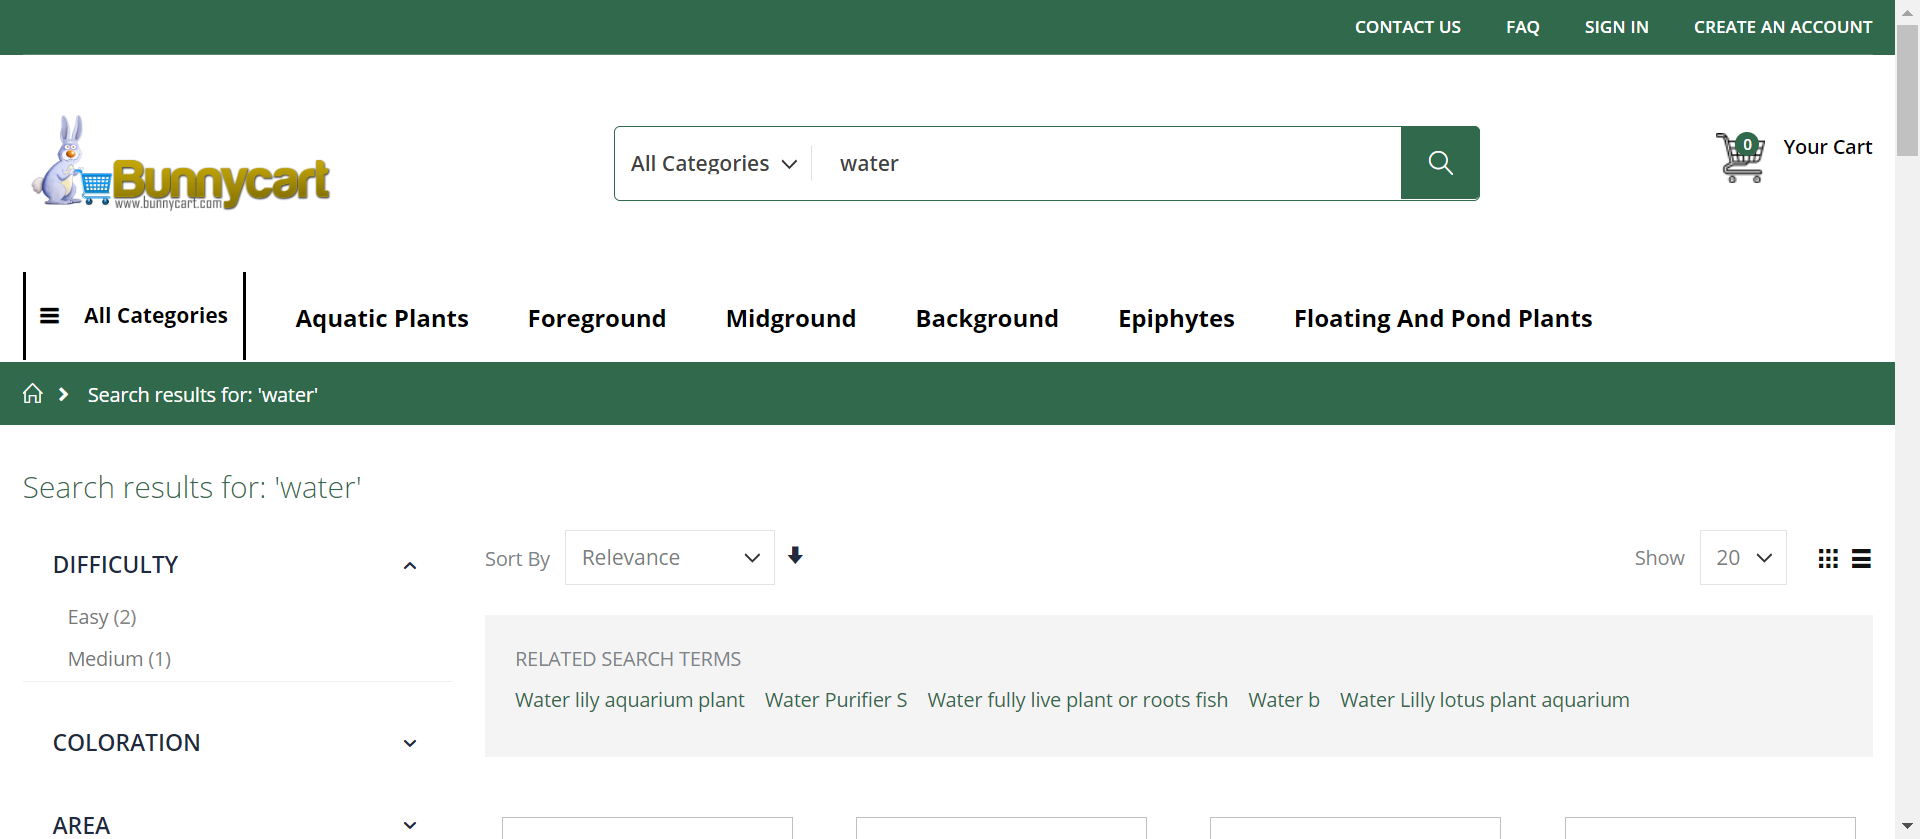 CONTACT US FAQ SIGN IN CREATE AN ACCOUNT
Bunnycart
www.bunnycart.com
All Categories water
0 Your Cart
All Categories Aquatic Plants Foreground Midground Background Epiphytes Floating And Pond Plants
Search results for: 'water'
Search results for: 'water'
DIFFICULTY
Easy (2)
Medium (1)
COLORATION
AREA
Sort By Relevance Show 20
RELATED SEARCH TERMS
Water lily aquarium plant Water Purifier S Water fully live plant or roots fish Water b Water Lilly lotus plant aquarium